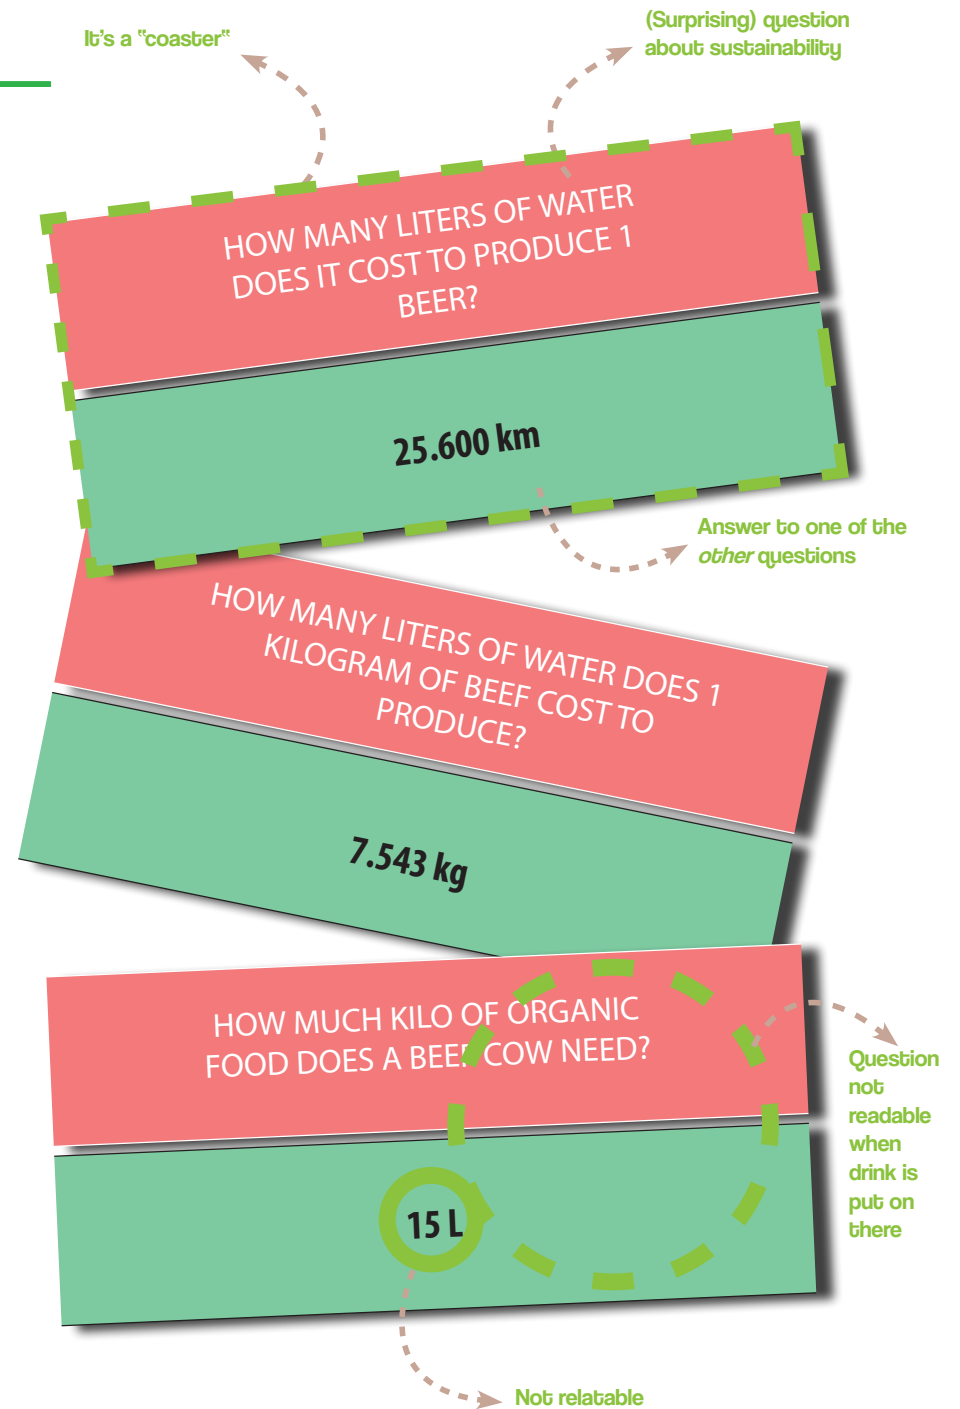 It's a "coaster"
(Surprising) question
about sustainability
HOW MANY LITERS OF WATER
DOES IT COST TO PRODUCE 1
BEER?
25.600 km
Answer to one of the
other questions
HOW MANY LITERS OF WATER DOES 1
KILOGRAM OF BEEF COST TO
PRODUCE?
7.543 kg
HOW MUCH KILO OF ORGANIC
FOOD DOES A BEEF COW NEED?
Question
not
readable
when
drink is
put on
there
15 L
Not relatable